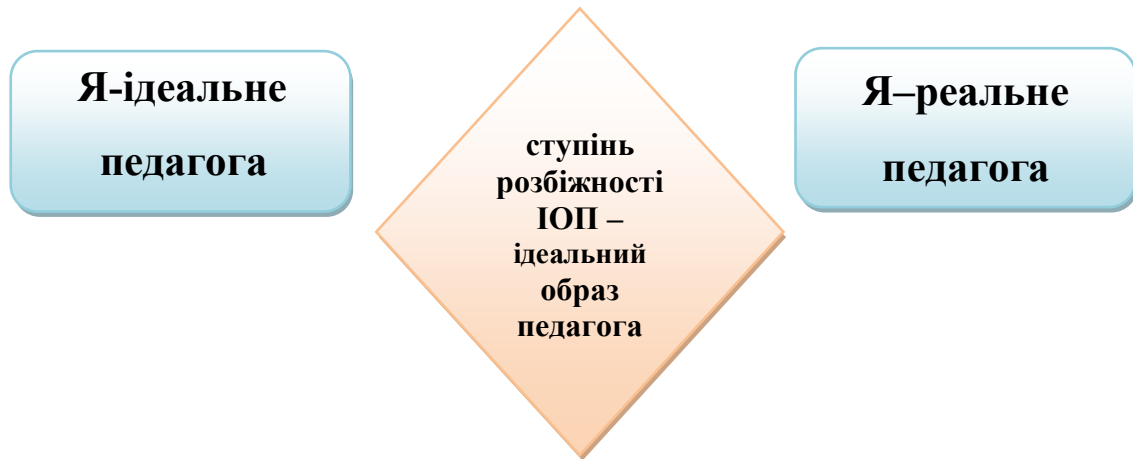 Я-ідеальне
педагога
ступінь
розбіжності
ІОП –
ідеальний
образ
педагога
Я–реальне
педагога